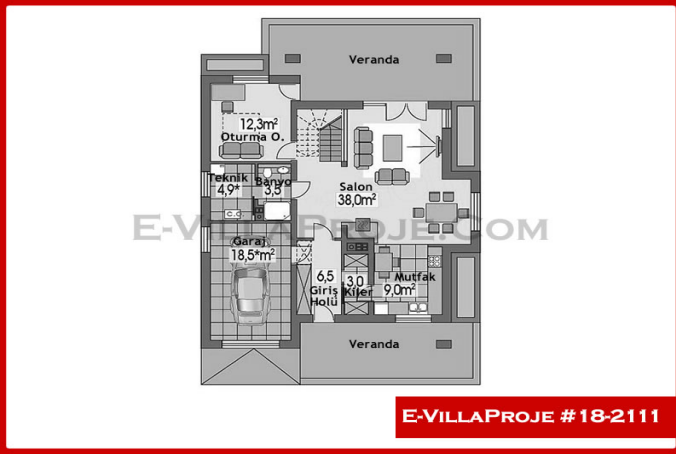 Veranda
12,3m²
Oturma O.
Teknik
4,9*
Banyo
3,5
Salon
38,0m²
E-VillaProje.Com
Garaj
18,5*m²
6,5
Giriş
Holü
3,0
Kiler
Mutfak
9,0m²
Veranda
E-VillaProje #18-2111